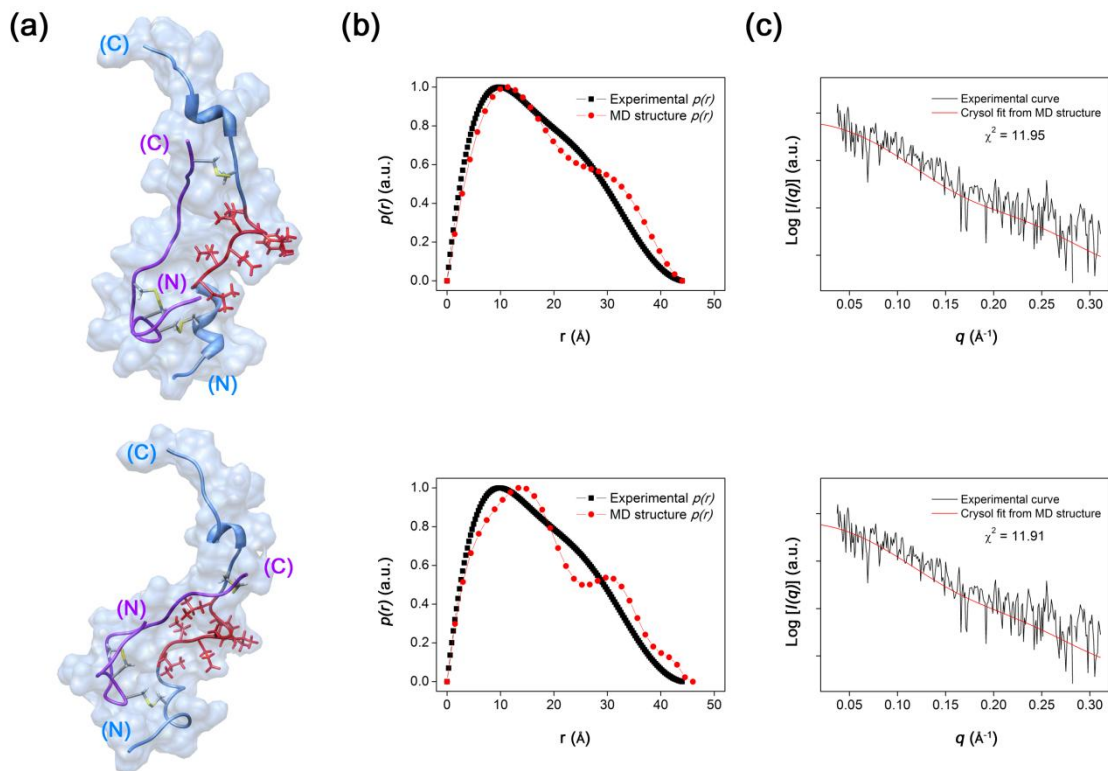 (a)
(b)
(c)
(C)
(C)
(N)
(N)
1.0
0.8
0.6
0.4
0.2
0.0
p(r) (a.u.)
Experimental p(r)
MD structure p(r)
0
10
20
30
40
50
r (Å)
Log [I(q)] (a.u.)
Experimental curve
Crysol fit from MD structure
χ² = 11.95
0.05
0.10
0.15
0.20
0.25
0.30
q (Å⁻¹)
(C)
(C)
(N)
(N)
1.0
0.8
0.6
0.4
0.2
0.0
p(r) (a.u.)
Experimental p(r)
MD structure p(r)
0
10
20
30
40
50
r (Å)
Log [I(q)] (a.u.)
Experimental curve
Crysol fit from MD structure
χ² = 11.91
0.05
0.10
0.15
0.20
0.25
0.30
q (Å⁻¹)